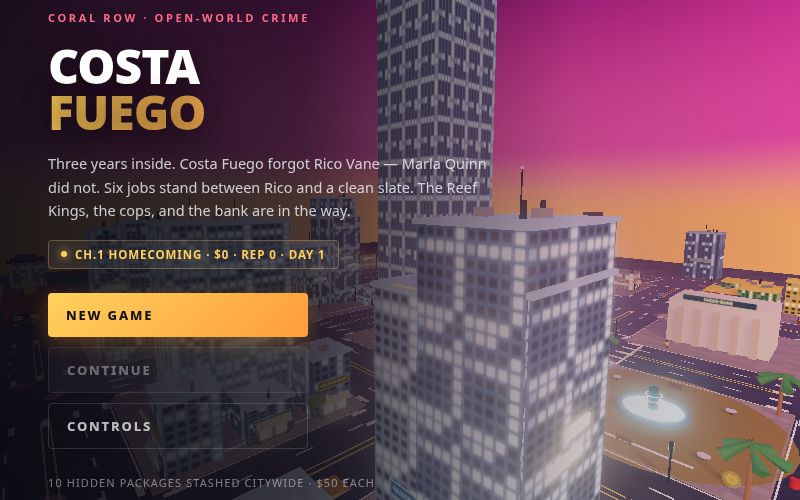 CORAL ROW · OPEN-WORLD CRIME
COSTA
FUEGO
Three years inside. Costa Fuego forgot Rico Vane — Marla Quinn
did not. Six jobs stand between Rico and a clean slate. The Reef
Kings, the cops, and the bank are in the way.
CH.1 HOMECOMING · $0 · REP 0 · DAY 1
NEW GAME
CONTINUE
CONTROLS
10 HIDDEN PACKAGES STASHED CITYWIDE · $50 EACH